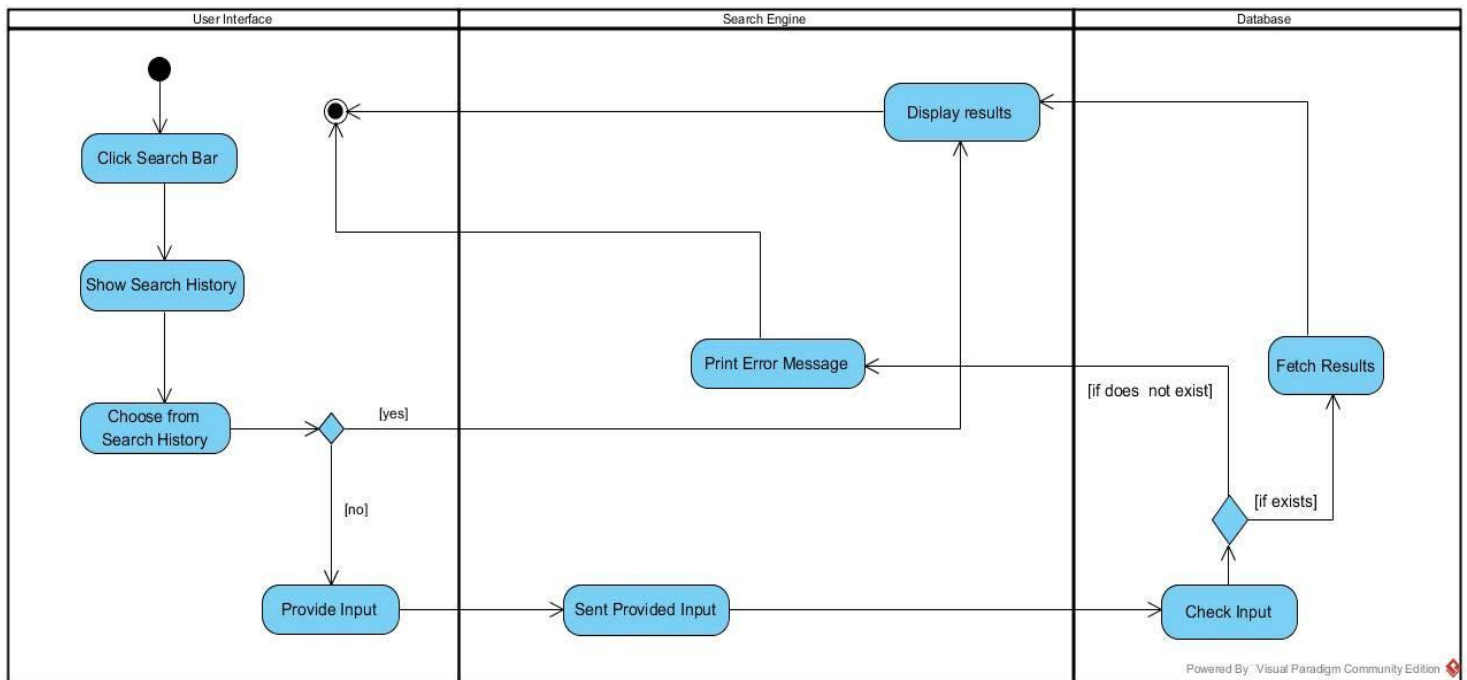 User Interface
Search Engine
Database
Click Search Bar
Display results
Show Search History
Print Error Message
Fetch Results
[if does not exist]
Choose from
Search History
[yes]
[no]
[if exists]
Provide Input
Sent Provided Input
Check Input
Powered By Visual Paradigm Community Edition